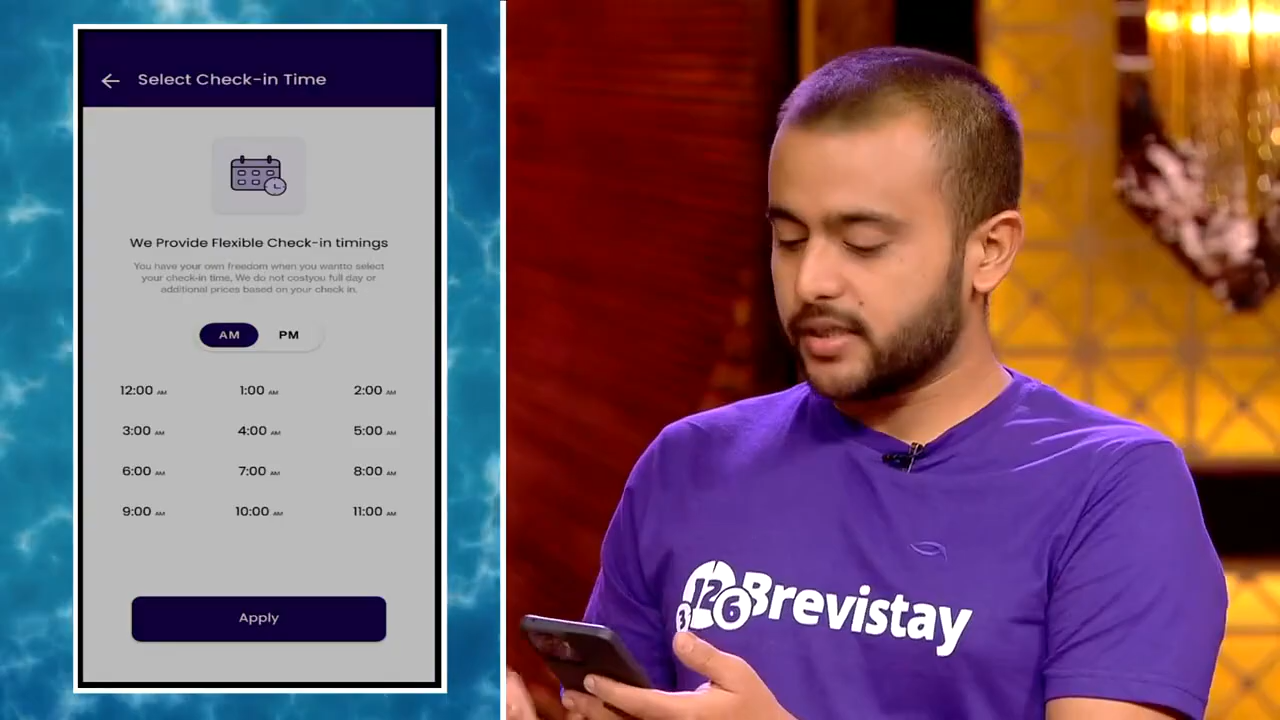 Select Check-in Time
We Provide Flexible Check-in timings
You have your own freedom when you wantto select
your check-in time, We do not costyou full day or
additional prices based on your check in.
AM PM
12:00 AM 1:00 AM 2:00 AM
3:00 AM 4:00 AM 5:00 AM
6:00 AM 7:00 AM 8:00 AM
9:00 AM 10:00 AM 11:00 AM
Apply
3 12 6 Brevistay